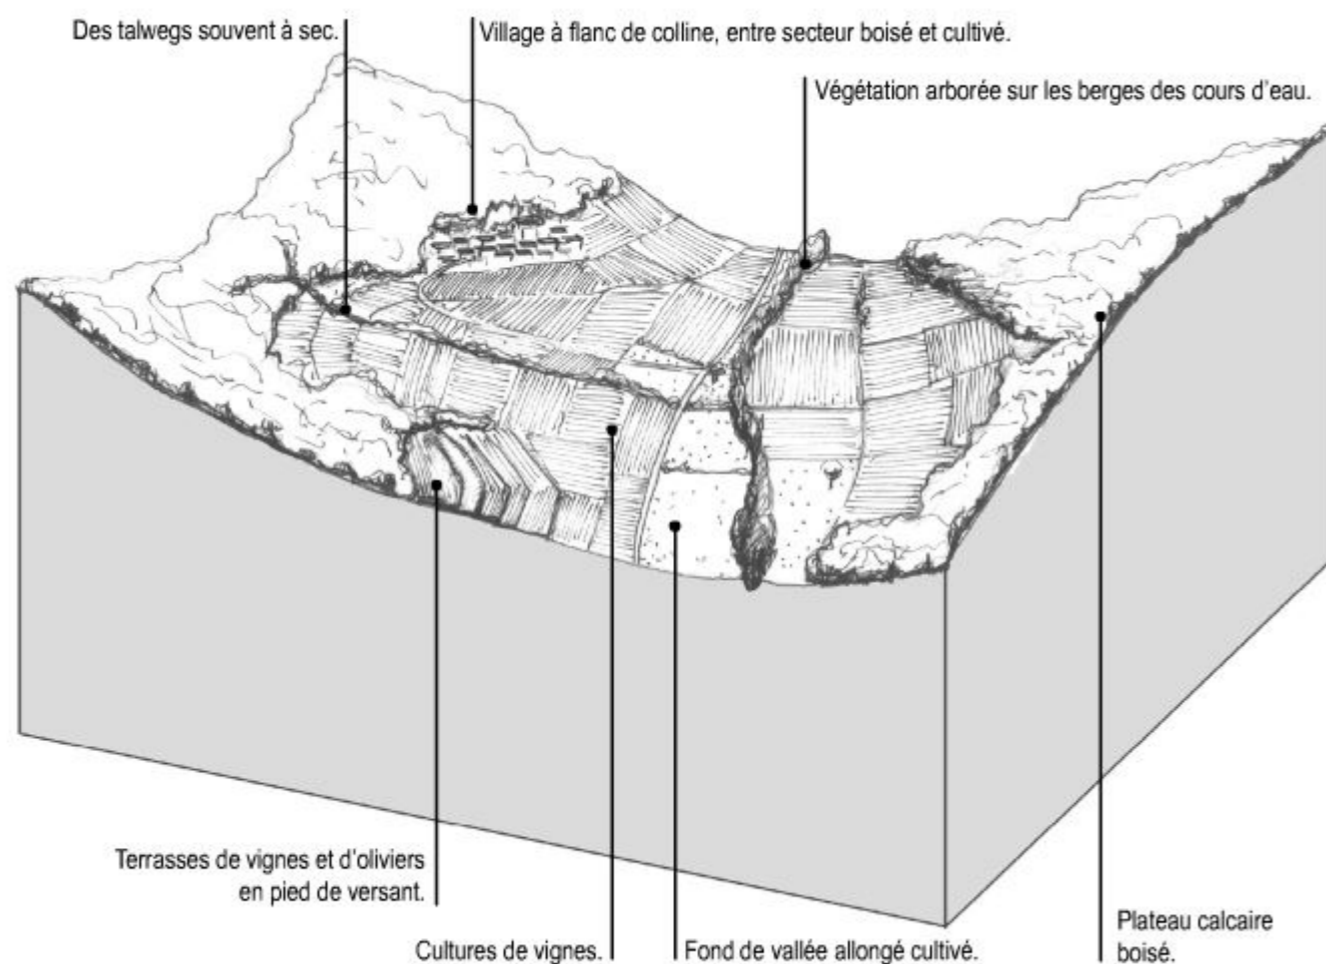 Des talwegs souvent à sec.
Village à flanc de colline, entre secteur boisé et cultivé.
Végétation arborée sur les berges des cours d'eau.
Terrasses de vignes et d'oliviers
en pied de versant.
Cultures de vignes.
Fond de vallée allongé cultivé.
Plateau calcaire
boisé.